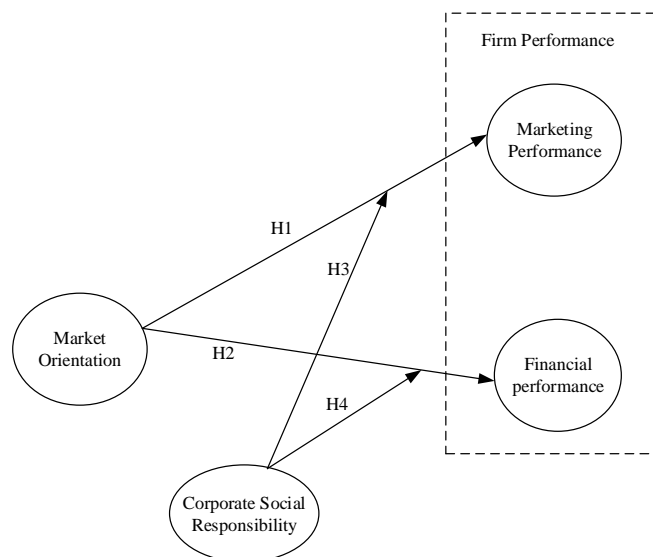 Firm Performance
Marketing
Performance
H1
H3
Market
Orientation
H2
Financial
performance
H4
Corporate Social
Responsibility